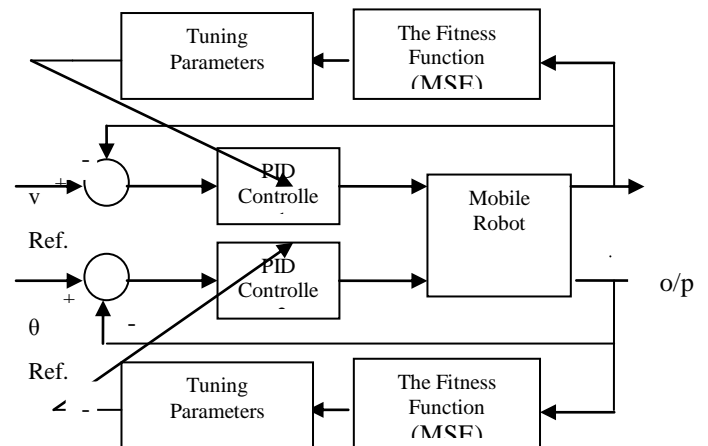 Tuning
Parameters
The Fitness
Function
(MSE)
-
+
v
Ref.
PID
Controlle
Mobile
Robot
+
-
θ
Ref.
PID
Controlle
o/p
Tuning
Parameters
The Fitness
Function
(MSE)